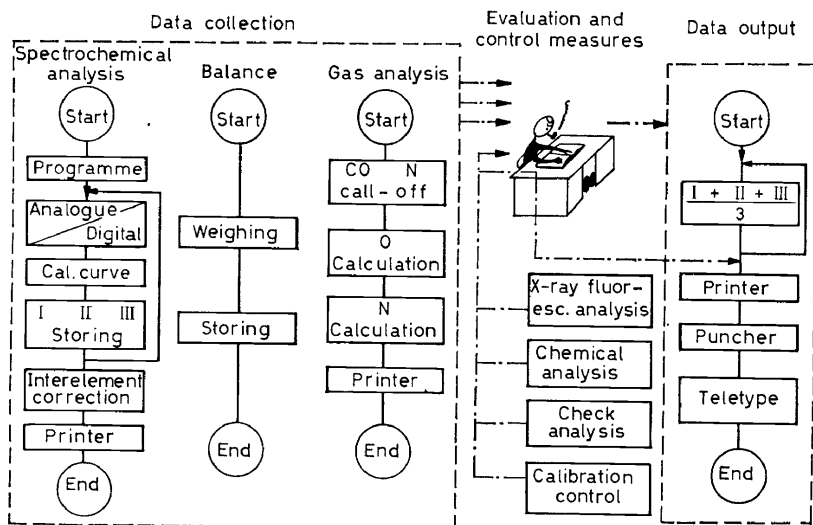 Data collection
Spectrochemical
analysis
Start
Programme
Analogue
Digital
Cal. curve
I II III
Storing
Interelement
correction
Printer
End
Balance
Start
Weighing
Storing
End
Gas analysis
Start
CO N
call-off
O
Calculation
N
Calculation
Printer
End
Evaluation and
control measures
X-ray fluor-
esc. analysis
Chemical
analysis
Check
analysis
Calibration
control
Data output
Start
I + II + III
3
Printer
Puncher
Teletype
End